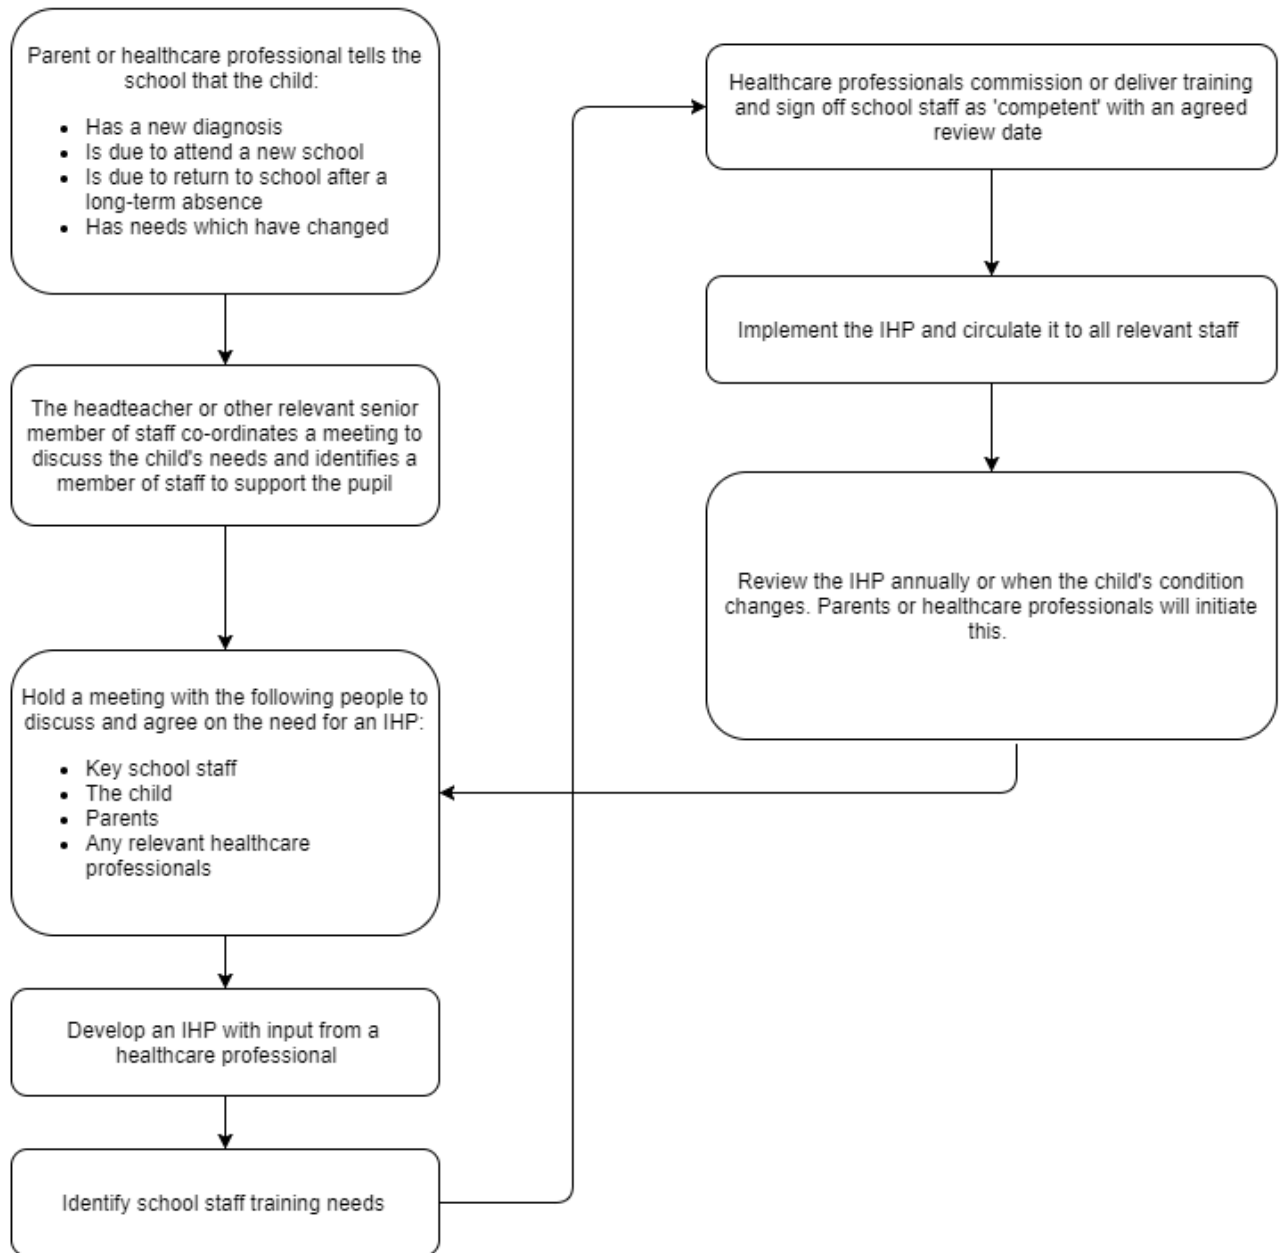 Parent or healthcare professional tells the
school that the child:
• Has a new diagnosis
• Is due to attend a new school
• Is due to return to school after a
long-term absence
• Has needs which have changed
The headteacher or other relevant senior
member of staff co-ordinates a meeting to
discuss the child's needs and identifies a
member of staff to support the pupil
Hold a meeting with the following people to
discuss and agree on the need for an IHP:
• Key school staff
• The child
• Parents
• Any relevant healthcare
professionals
Develop an IHP with input from a
healthcare professional
Identify school staff training needs
Healthcare professionals commission or deliver training
and sign off school staff as 'competent' with an agreed
review date
Implement the IHP and circulate it to all relevant staff
Review the IHP annually or when the child's condition
changes. Parents or healthcare professionals will initiate
this.